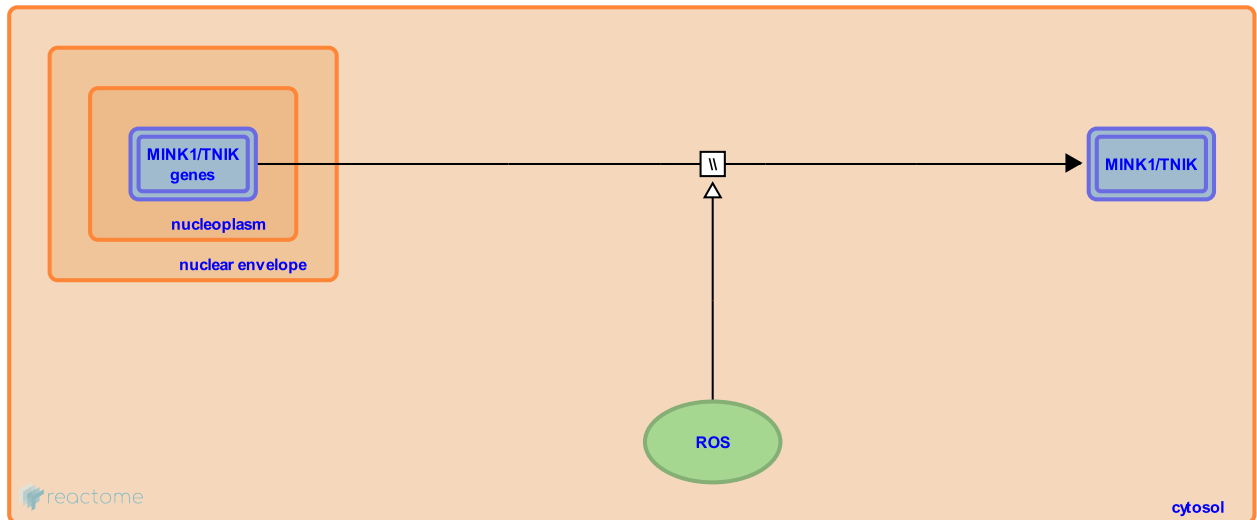 MINK1/TNIK
genes
\\
MINK1/TNIK
nucleoplasm
nuclear envelope
ROS
reactome
cytosol